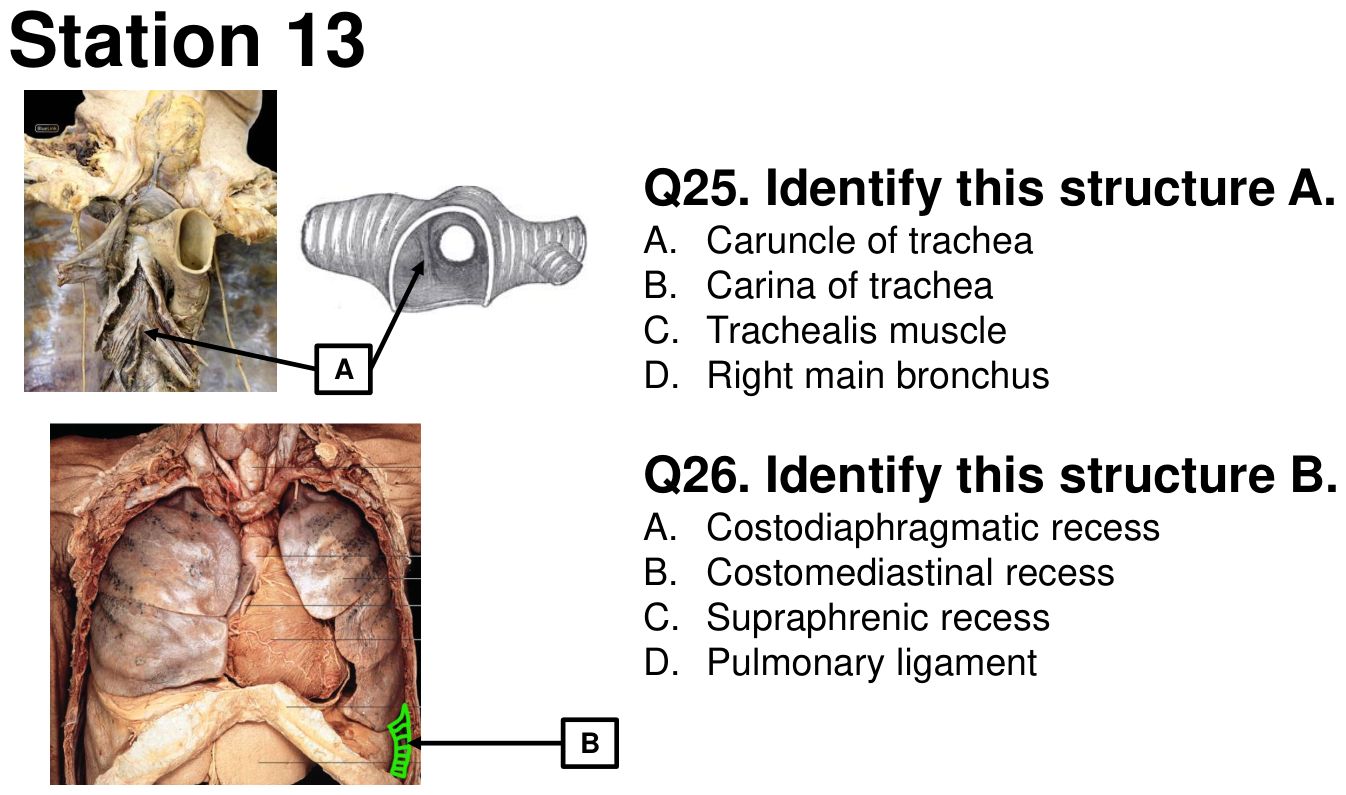 Station 13
BlueLink
A
Q25. Identify this structure A.
A. Caruncle of trachea
B. Carina of trachea
C. Trachealis muscle
D. Right main bronchus
B
Q26. Identify this structure B.
A. Costodiaphragmatic recess
B. Costomediastinal recess
C. Supraphrenic recess
D. Pulmonary ligament